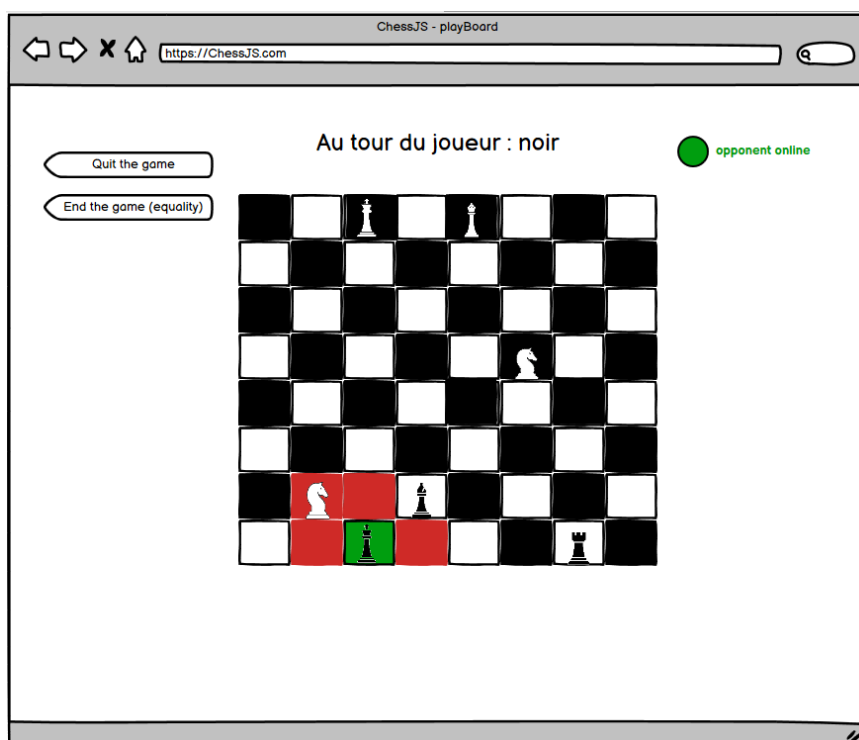 ChessJS - playBoard
https://ChessJS.com
Au tour du joueur : noir
opponent online
Quit the game
End the game (equality)